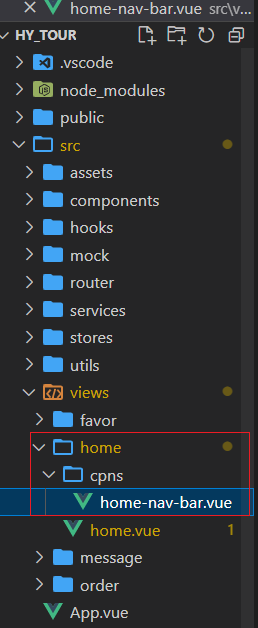 home-nav-bar.vue src\v...
HY_TOUR
.vscode
node_modules
public
src
assets
components
hooks
mock
router
services
stores
utils
views
favor
home
cpns
home-nav-bar.vue
home.vue 1
message
order
App.vue